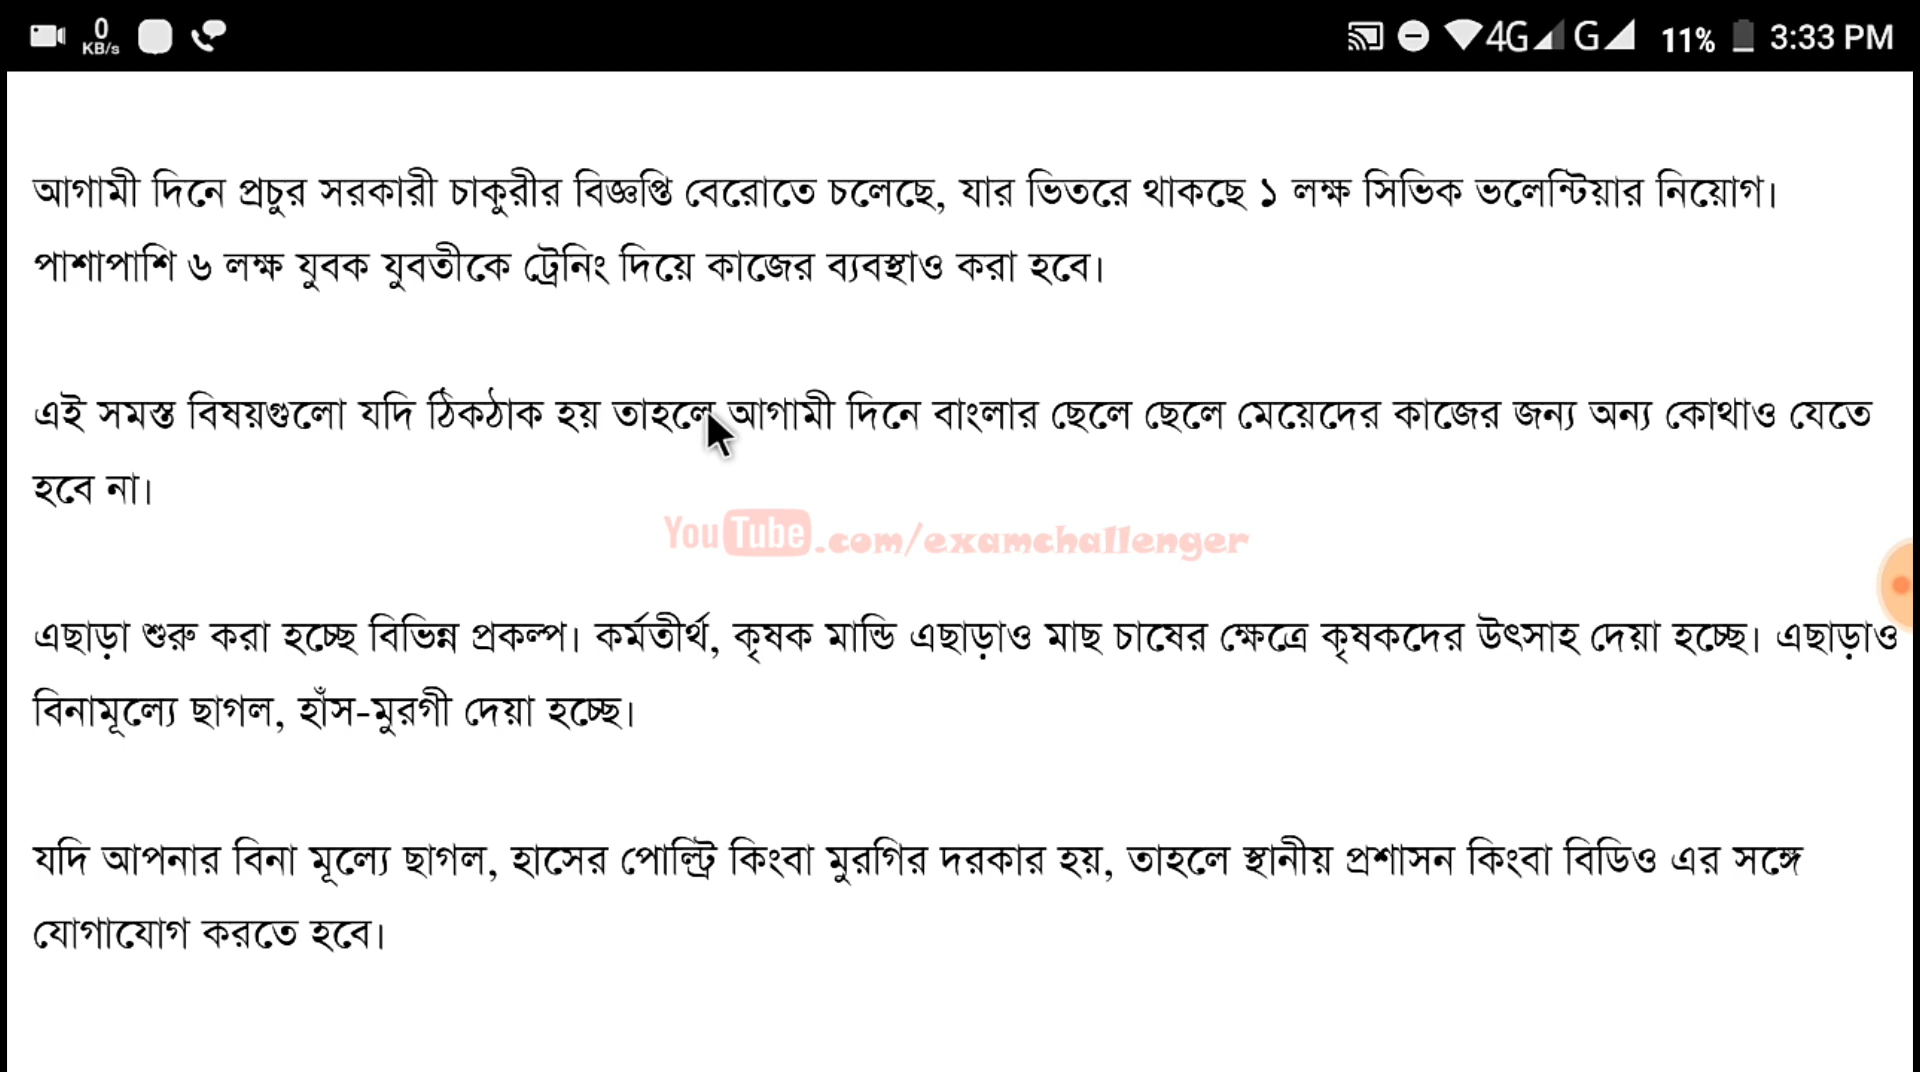 0
KB/s
4G G 11% 3:33 PM
আগামী দিনে প্রচুর সরকারী চাকুরীর বিজ্ঞপ্তি বেরোতে চলেছে, যার ভিতরে থাকছে ১ লক্ষ সিভিক ভলেন্টিয়ার নিয়োগ।
পাশাপাশি ৬ লক্ষ যুবক যুবতীকে ট্রেনিং দিয়ে কাজের ব্যবস্থাও করা হবে।
এই সমস্ত বিষয়গুলো যদি ঠিকঠাক হয় তাহলে আগামী দিনে বাংলার ছেলে ছেলে মেয়েদের কাজের জন্য অন্য কোথাও যেতে
হবে না।
YouTube.com/examchallenger
এছাড়া শুরু করা হচ্ছে বিভিন্ন প্রকল্প। কর্মতীর্থ, কৃষক মান্ডি এছাড়াও মাছ চাষের ক্ষেত্রে কৃষকদের উৎসাহ দেয়া হচ্ছে। এছাড়াও
বিনামূল্যে ছাগল, হাঁস-মুরগী দেয়া হচ্ছে।
যদি আপনার বিনা মূল্যে ছাগল, হাসের পোল্ট্রি কিংবা মুরগির দরকার হয়, তাহলে স্থানীয় প্রশাসন কিংবা বিডিও এর সঙ্গে
যোগাযোগ করতে হবে।